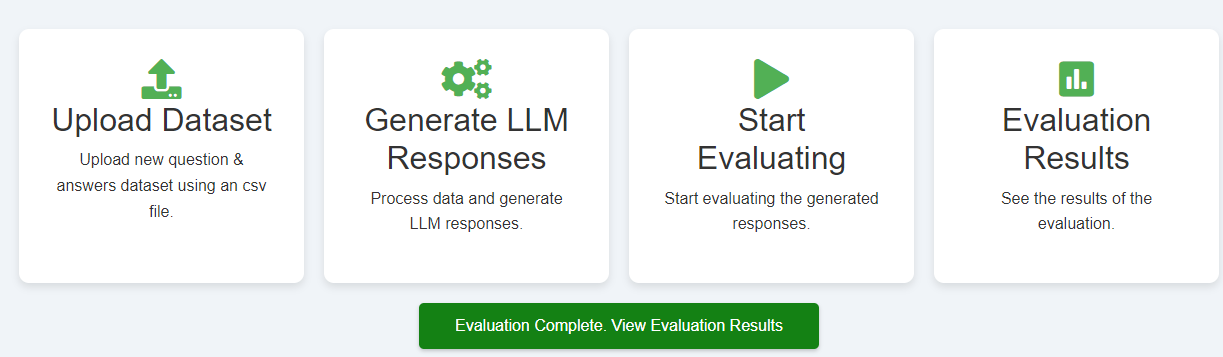 Upload Dataset
Upload new question &
answers dataset using an csv
file.
Generate LLM
Responses
Process data and generate
LLM responses.
Start
Evaluating
Start evaluating the generated
responses.
Evaluation
Results
See the results of the
evaluation.
Evaluation Complete. View Evaluation Results